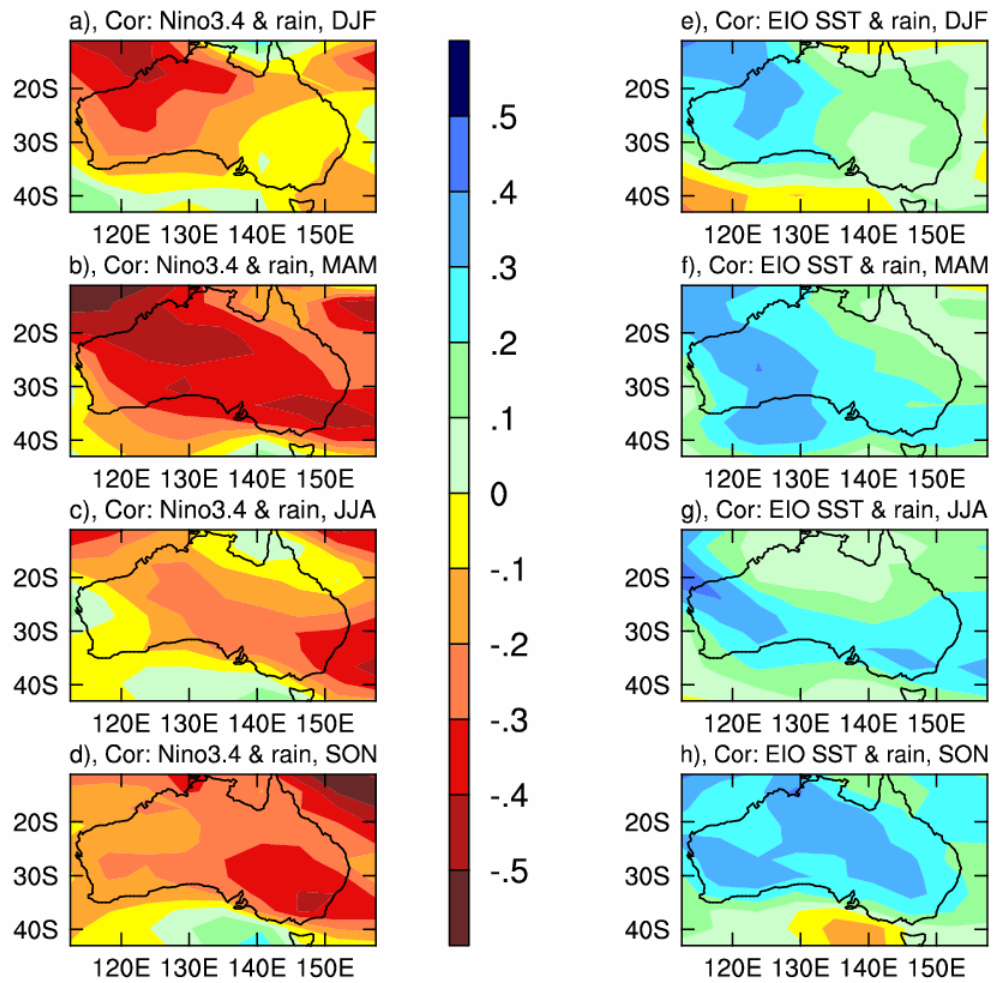 a), Cor: Nino3.4 & rain, DJF
20S
30S
40S
120E 130E 140E 150E
b), Cor: Nino3.4 & rain, MAM
20S
30S
40S
120E 130E 140E 150E
c), Cor: Nino3.4 & rain, JJA
20S
30S
40S
120E 130E 140E 150E
d), Cor: Nino3.4 & rain, SON
20S
30S
40S
120E 130E 140E 150E
.5
.4
.3
.2
.1
0
-.1
-.2
-.3
-.4
-.5
e), Cor: EIO SST & rain, DJF
20S
30S
40S
120E 130E 140E 150E
f), Cor: EIO SST & rain, MAM
20S
30S
40S
120E 130E 140E 150E
g), Cor: EIO SST & rain, JJA
20S
30S
40S
120E 130E 140E 150E
h), Cor: EIO SST & rain, SON
20S
30S
40S
120E 130E 140E 150E